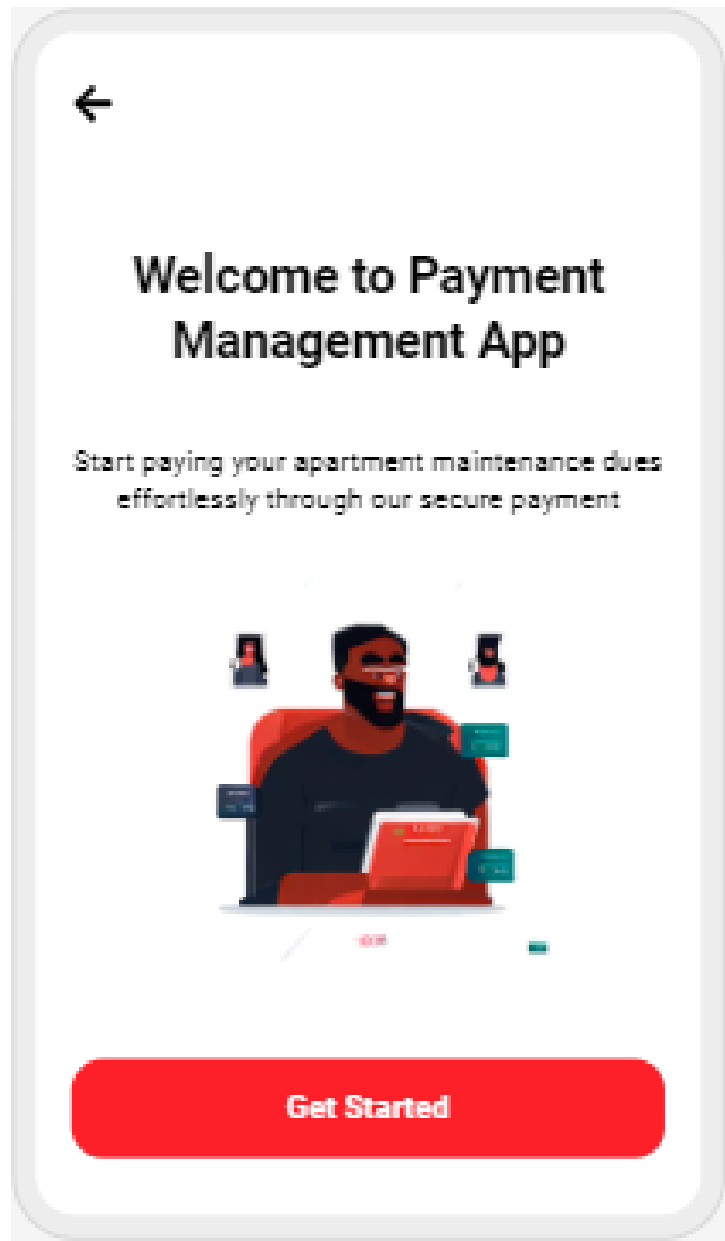 Welcome to Payment
Management App
Start paying your apartment maintenance dues
effortlessly through our secure payment
Get Started